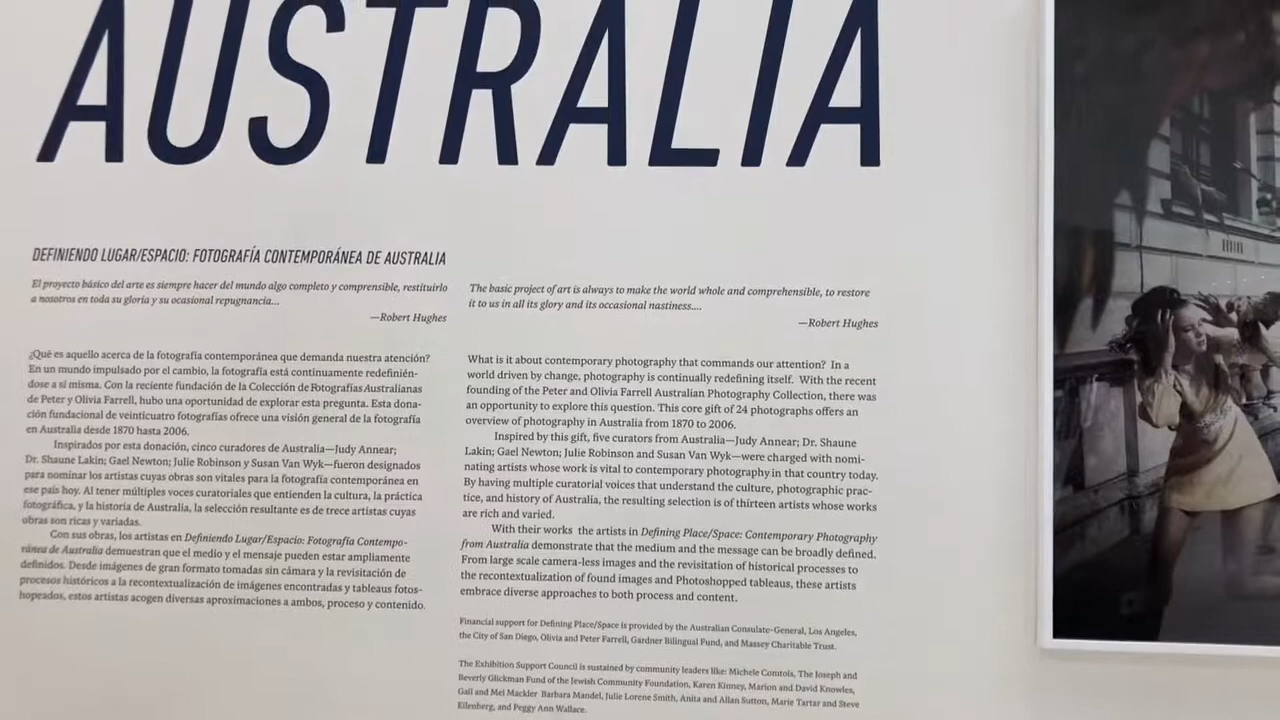 AUSTRALIA
DEFINIENDO LUGAR/ESPACIO: FOTOGRAFÍA CONTEMPORÁNEA DE AUSTRALIA
El proyecto básico del arte es siempre hacer del mundo algo completo y comprensible, restituirlo
a nosotros en toda su gloria y su ocasional repugnancia...
—Robert Hughes
¿Qué es aquello acerca de la fotografía contemporánea que demanda nuestra atención?
En un mundo impulsado por el cambio, la fotografía está continuamente redefinién-
dose a sí misma. Con la reciente fundación de la Colección de Fotografías Australianas
de Peter y Olivia Farrell, hubo una oportunidad de explorar esta pregunta. Esta dona-
ción fundacional de veinticuatro fotografías ofrece una visión general de la fotografía
en Australia desde 1870 hasta 2006.
Inspirados por esta donación, cinco curadores de Australia—Judy Annear;
Dr. Shaune Lakin; Gael Newton; Julie Robinson y Susan Van Wyk—fueron designados
para nominar los artistas cuyas obras son vitales para la fotografía contemporánea en
ese país hoy. Al tener múltiples voces curatoriales que entienden la cultura, la práctica
fotográfica, y la historia de Australia, la selección resultante es de trece artistas cuyas
obras son ricas y variadas.
Con sus obras, los artistas en Definiendo Lugar/Espacio: Fotografía Contempo-
ránea de Australia demuestran que el medio y el mensaje pueden estar ampliamente
definidos. Desde imágenes de gran formato tomadas sin cámara y la revisitación de
procesos históricos a la recontextualización de imágenes encontradas y tableaus fotos-
hopeados, estos artistas acogen diversas aproximaciones a ambos, proceso y contenido.
The basic project of art is always to make the world whole and comprehensible, to restore
it to us in all its glory and its occasional nastiness....
—Robert Hughes
What is it about contemporary photography that commands our attention? In a
world driven by change, photography is continually redefining itself. With the recent
founding of the Peter and Olivia Farrell Australian Photography Collection, there was
an opportunity to explore this question. This core gift of 24 photographs offers an
overview of photography in Australia from 1870 to 2006.
Inspired by this gift, five curators from Australia—Judy Annear; Dr. Shaune
Lakin; Gael Newton; Julie Robinson and Susan Van Wyk—were charged with nomi-
nating artists whose work is vital to contemporary photography in that country today.
By having multiple curatorial voices that understand the culture, photographic prac-
tice, and history of Australia, the resulting selection is of thirteen artists whose works
are rich and varied.
With their works the artists in Defining Place/Space: Contemporary Photography
from Australia demonstrate that the medium and the message can be broadly defined.
From large scale camera-less images and the revisitation of historical processes to
the recontextualization of found images and Photoshopped tableaus, these artists
embrace diverse approaches to both process and content.
Financial support for Defining Place/Space is provided by the Australian Consulate-General, Los Angeles,
the City of San Diego, Olivia and Peter Farrell, Gardner Bilingual Fund, and Massey Charitable Trust.
The Exhibition Support Council is sustained by community leaders like: Michele Comtois, The Joseph and
Beverly Glickman Fund of the Jewish Community Foundation, Karen Kinney, Marion and David Knowles,
Gail and Mel Mackler Barbara Mandel, Julie Lorene Smith, Anita and Allan Sutton, Marie Tartar and Steve
Eilenberg, and Peggy Ann Wallace.